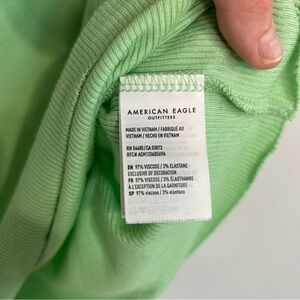 AMERICAN EAGLE
OUTFITTERS
MADE IN VIETNAM / FABRIQUÉ AU
VIETNAM / HECHO EN VIETNAM
RN 54485/CA 03973
EN 97% VISCOSE / 3% ELASTANE
EXCLUSIVE OF DECORATION
FR 97% VISCOSE / 3% ÉLASTHANNE
À L'EXCEPTION DE LA GARNITURE
SP 97% viscosa / 3% elastano